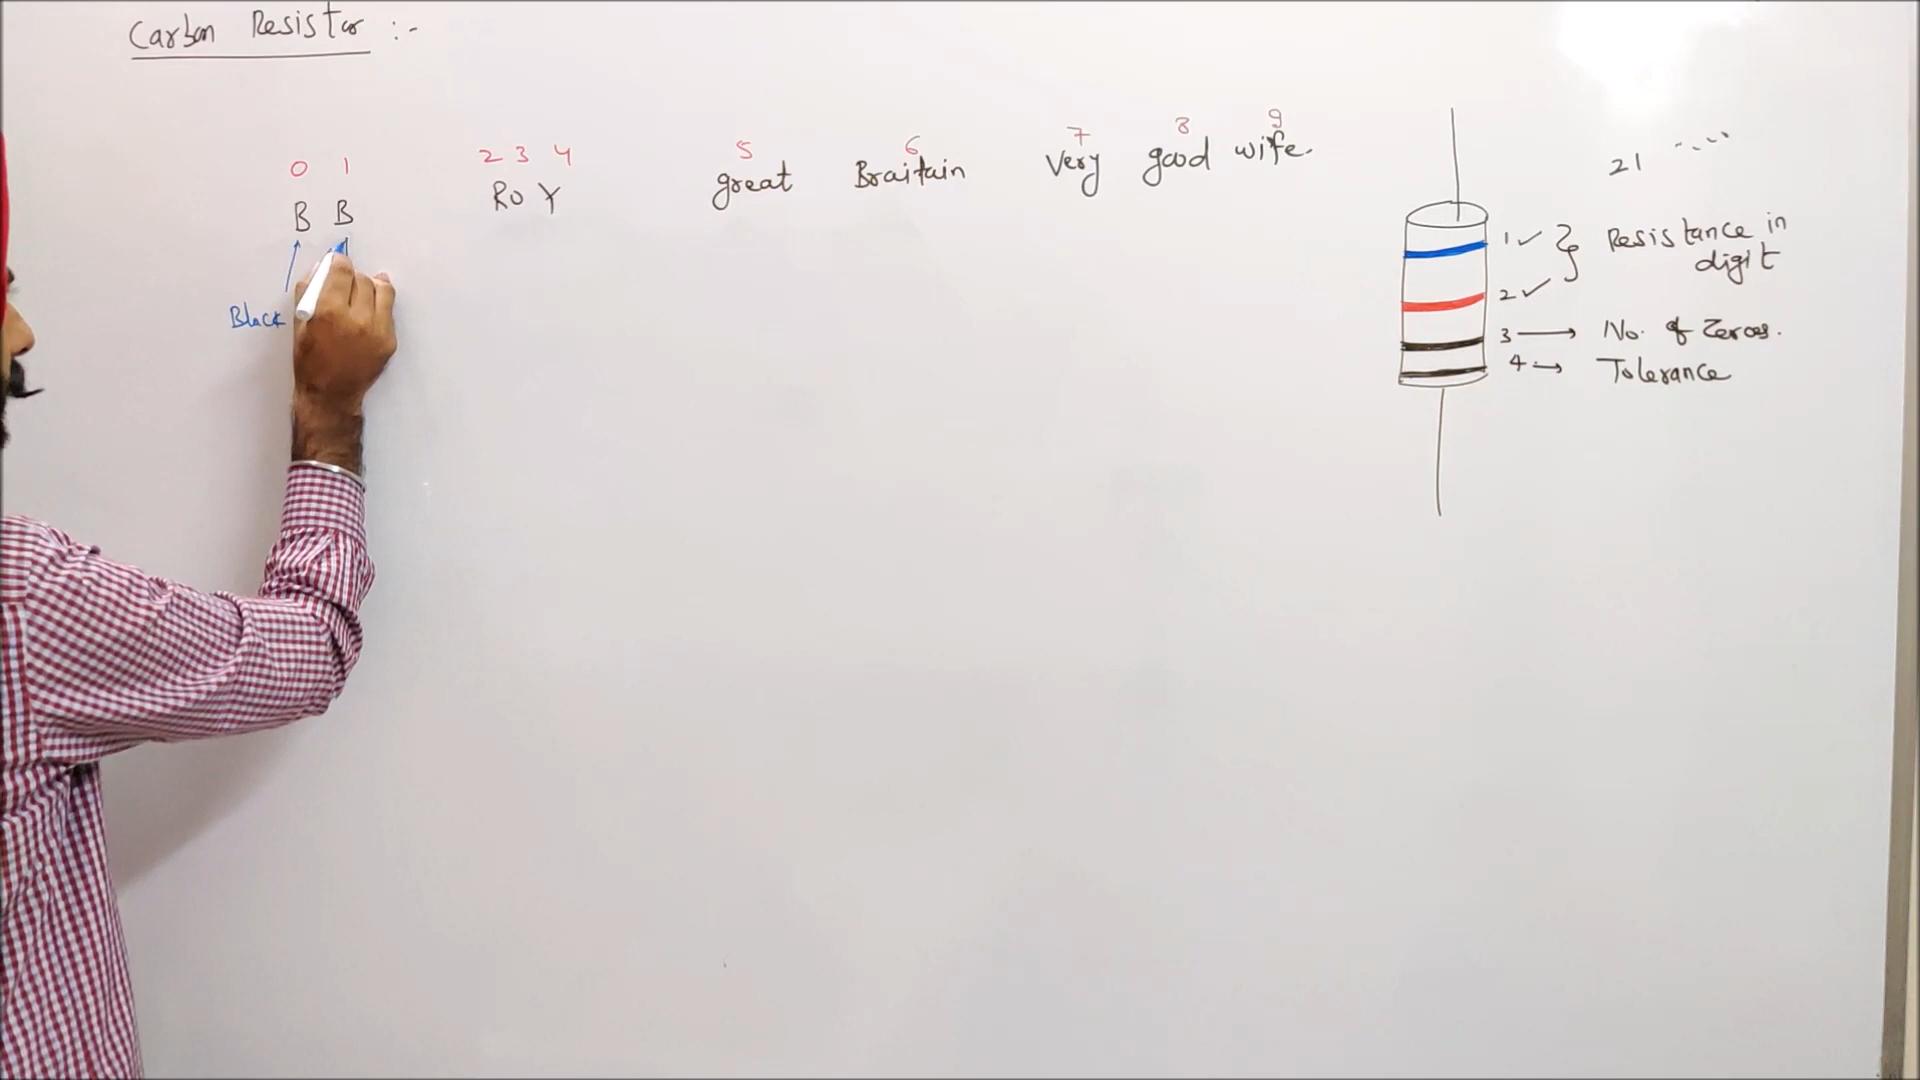 Carbon Resistor :-
0 1 2 3 4 5 6 7 8 9
B B Ro Y great Braitain Very good wife.
Black
21 -....
1 ✓
2 ✓
} Resistance in
digit
3 → No. of Zeroes.
4 → Tolerance